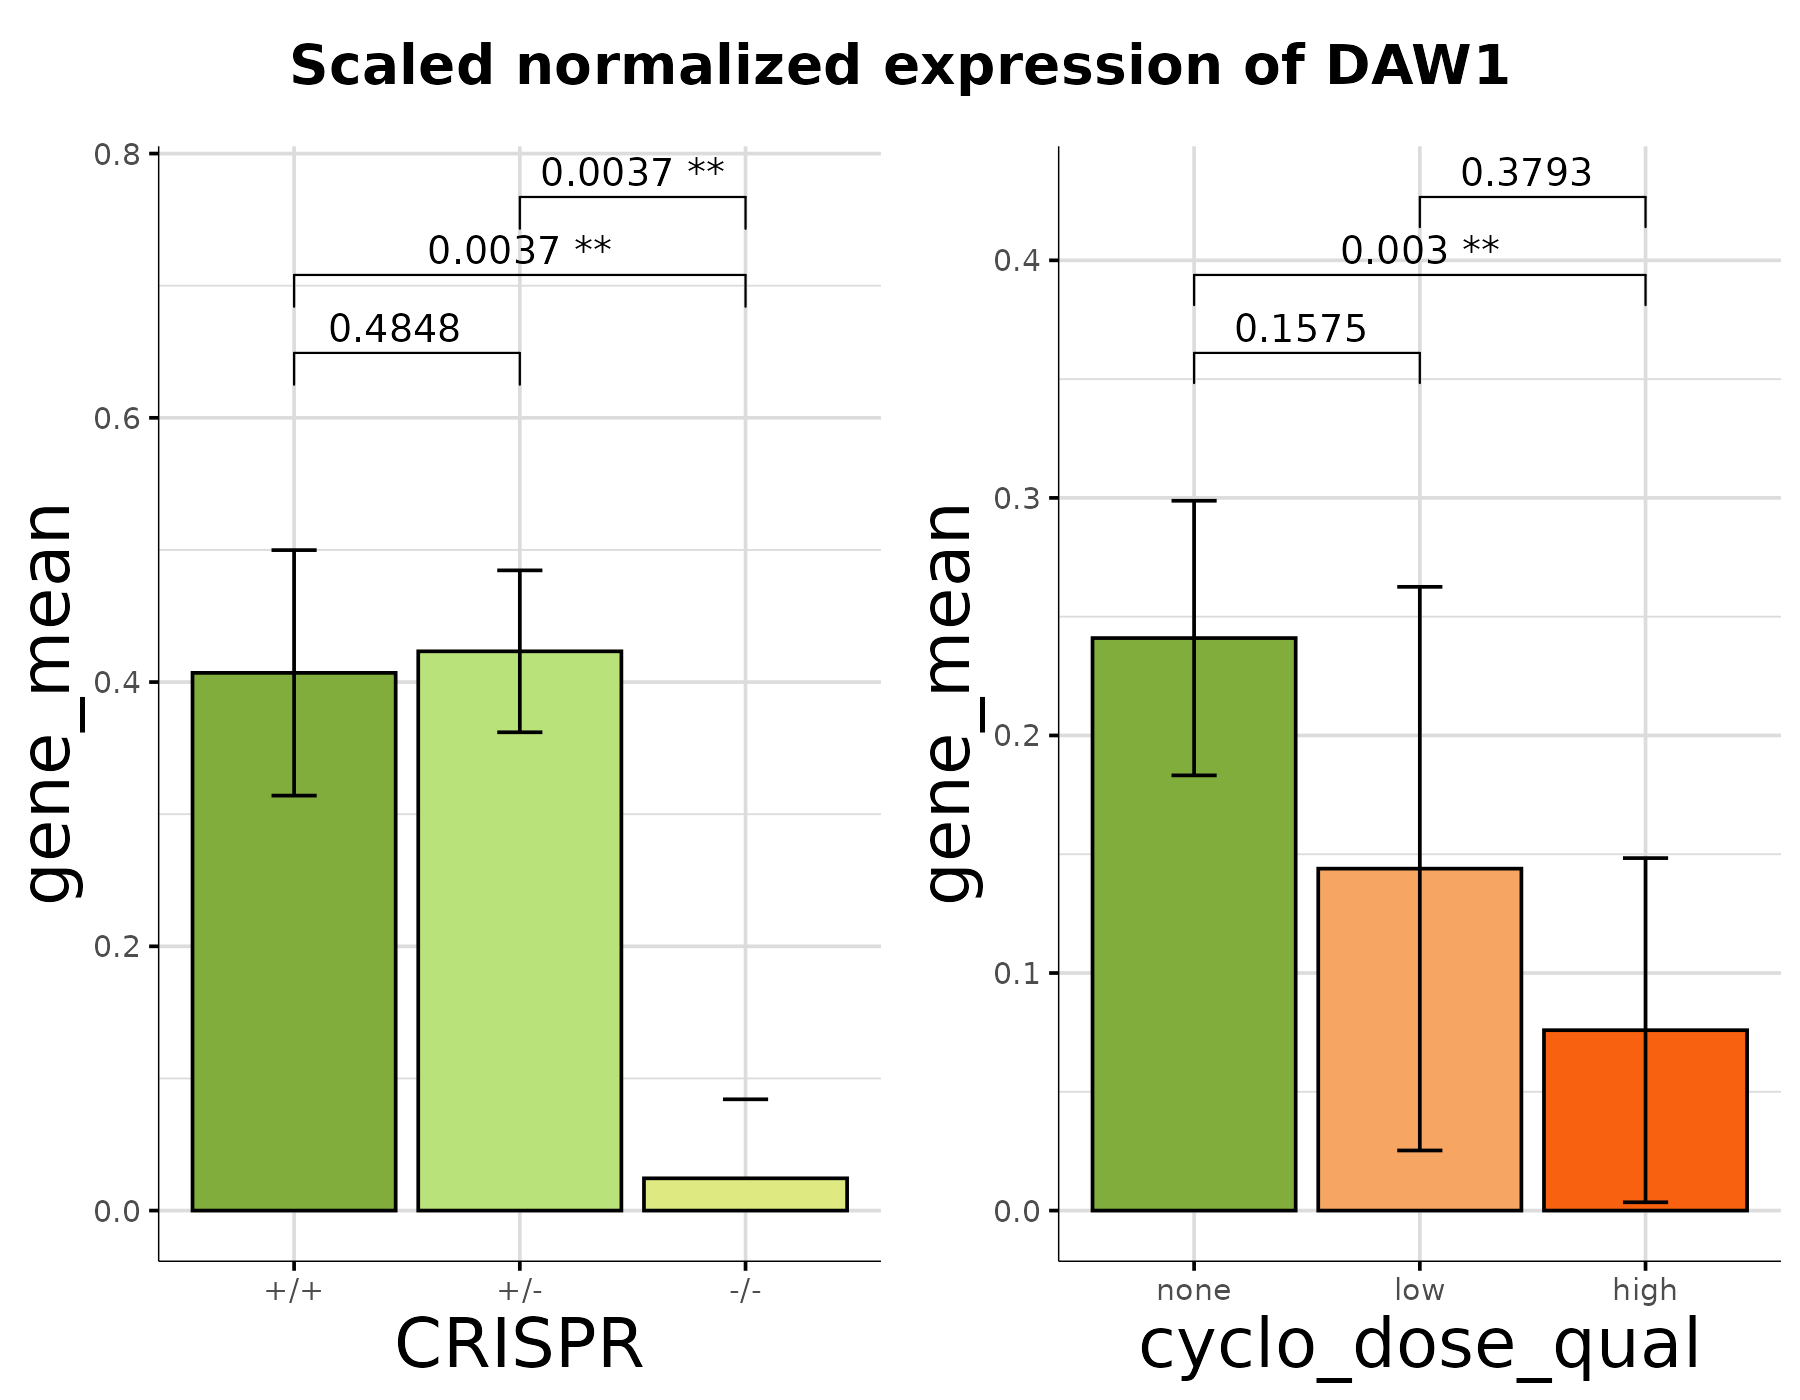 Scaled normalized expression of DAW1
gene_mean
0.8
0.6
0.4
0.2
0.0
0.0037 **
0.0037 **
0.4848
+/+
+/-
-/-
CRISPR
gene_mean
0.4
0.3
0.2
0.1
0.0
0.3793
0.003 **
0.1575
none
low
high
cyclo_dose_qual